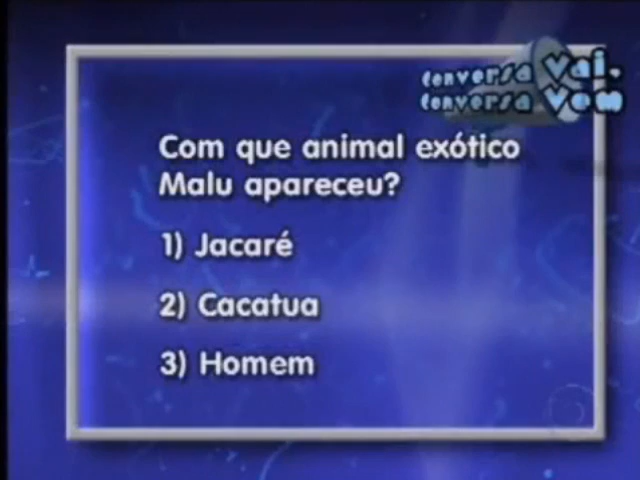 conversa Vai.
conversa Vem
Com que animal exótico
Malu apareceu?
1) Jacaré
2) Cacatua
3) Homem